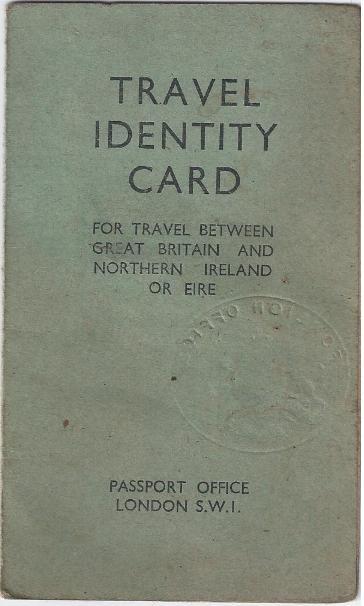 TRAVEL
IDENTITY
CARD
FOR TRAVEL BETWEEN
GREAT BRITAIN AND
NORTHERN IRELAND
OR EIRE
PASSPORT OFFICE
LONDON S.W.1.